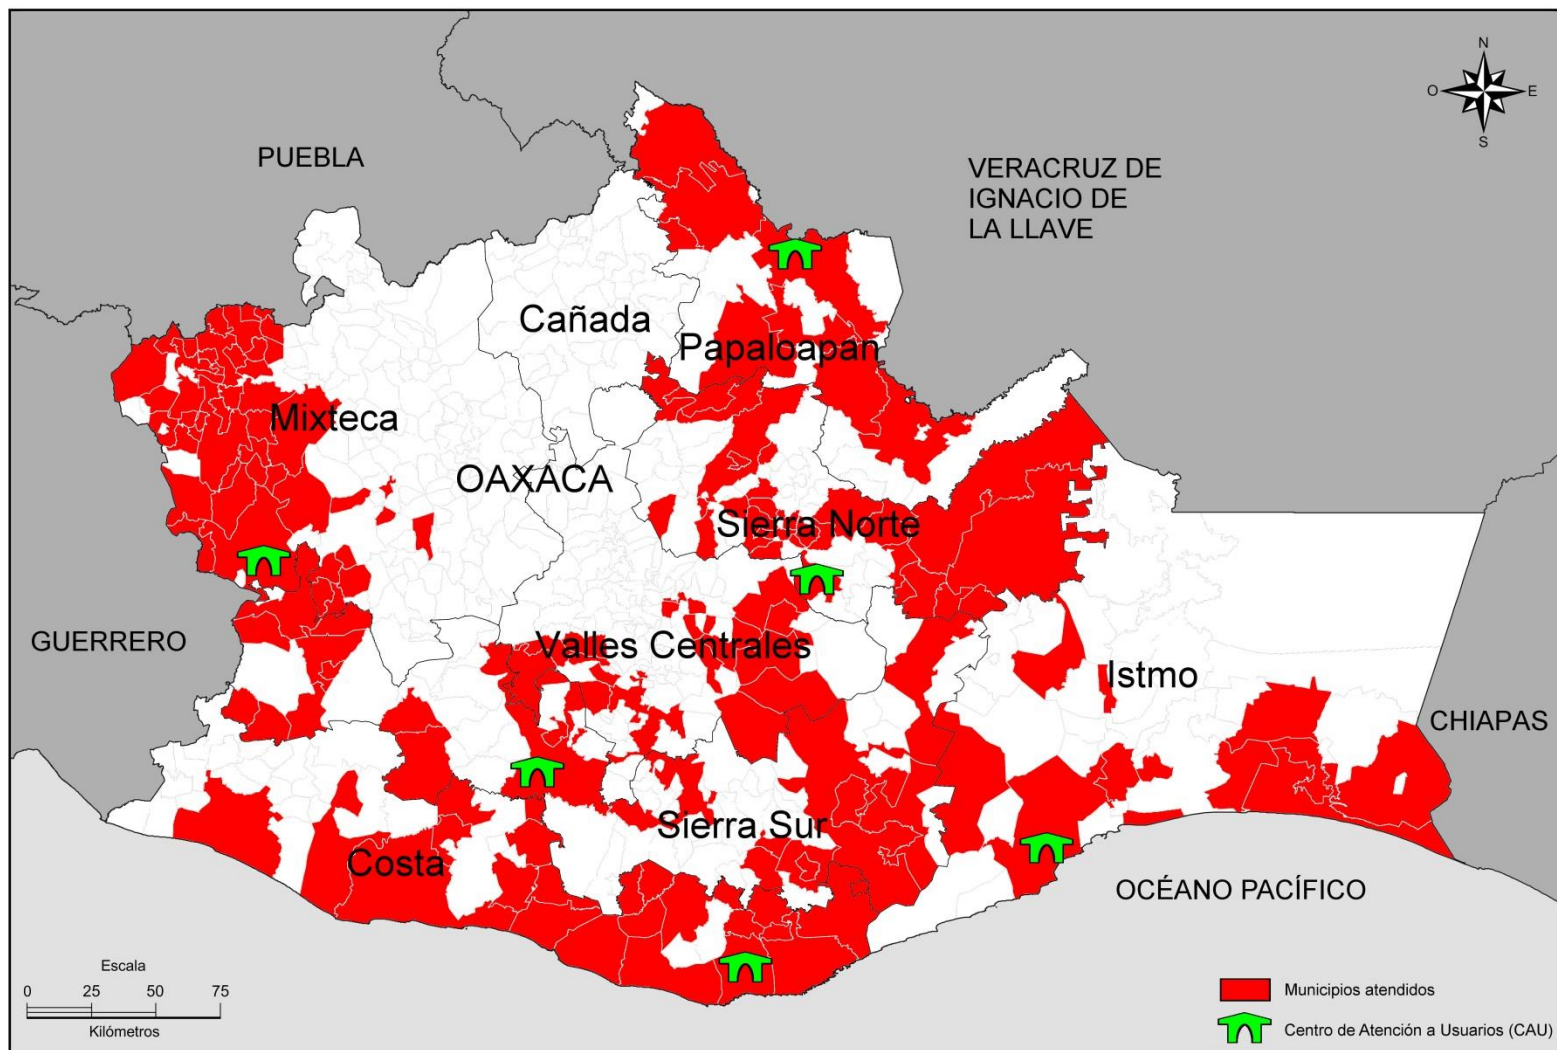 N
O
E
S
PUEBLA
VERACRUZ DE
IGNACIO DE
LA LLAVE
Cañada
Papaloapan
Mixteca
OAXACA
Sierra Norte
GUERRERO
Valles Centrales
Istmo
CHIAPAS
Sierra Sur
Costa
OCÉANO PACÍFICO
Escala
0 25 50 75
Kilómetros
Municipios atendidos
Centro de Atención a Usuarios (CAU)